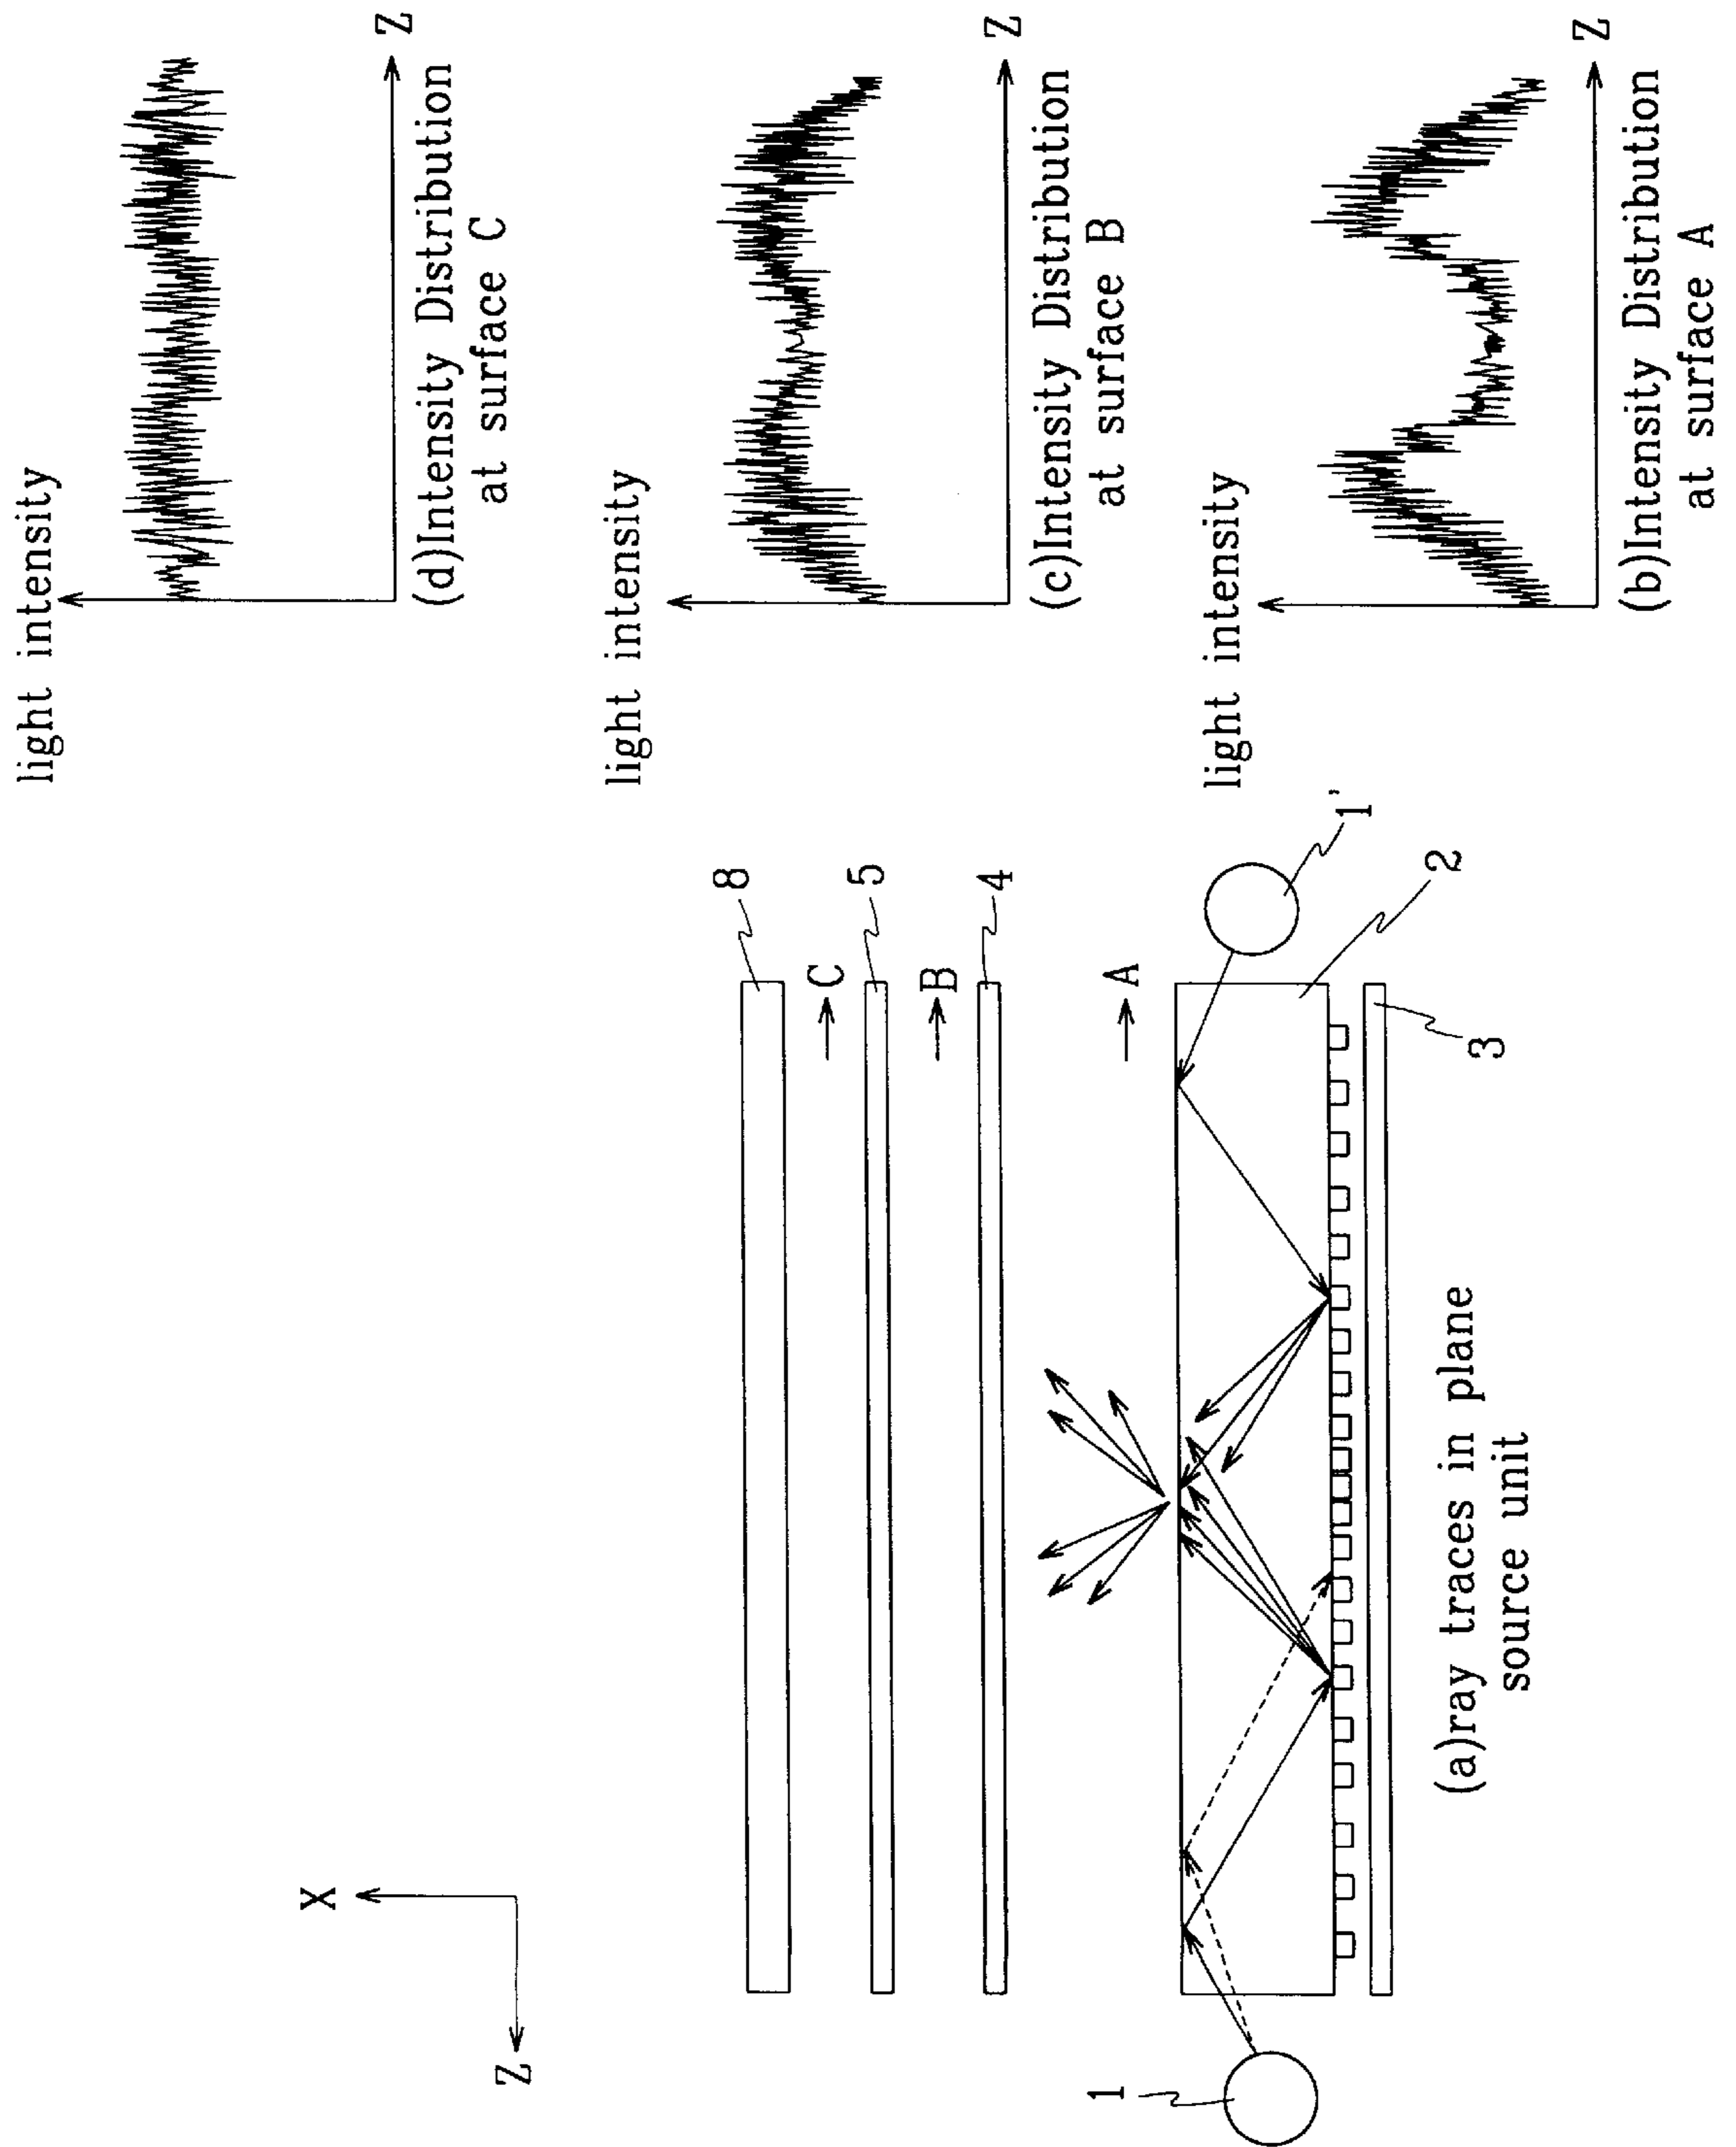 light intensity
Z
(d)Intensity Distribution
at surface C
light intensity
Z
(c)Intensity Distribution
at surface B
light intensity
Z
(b)Intensity Distribution
at surface A
X
Z
8
C
5
B
4
A
1
1'
2
3
(a)ray traces in plane
source unit